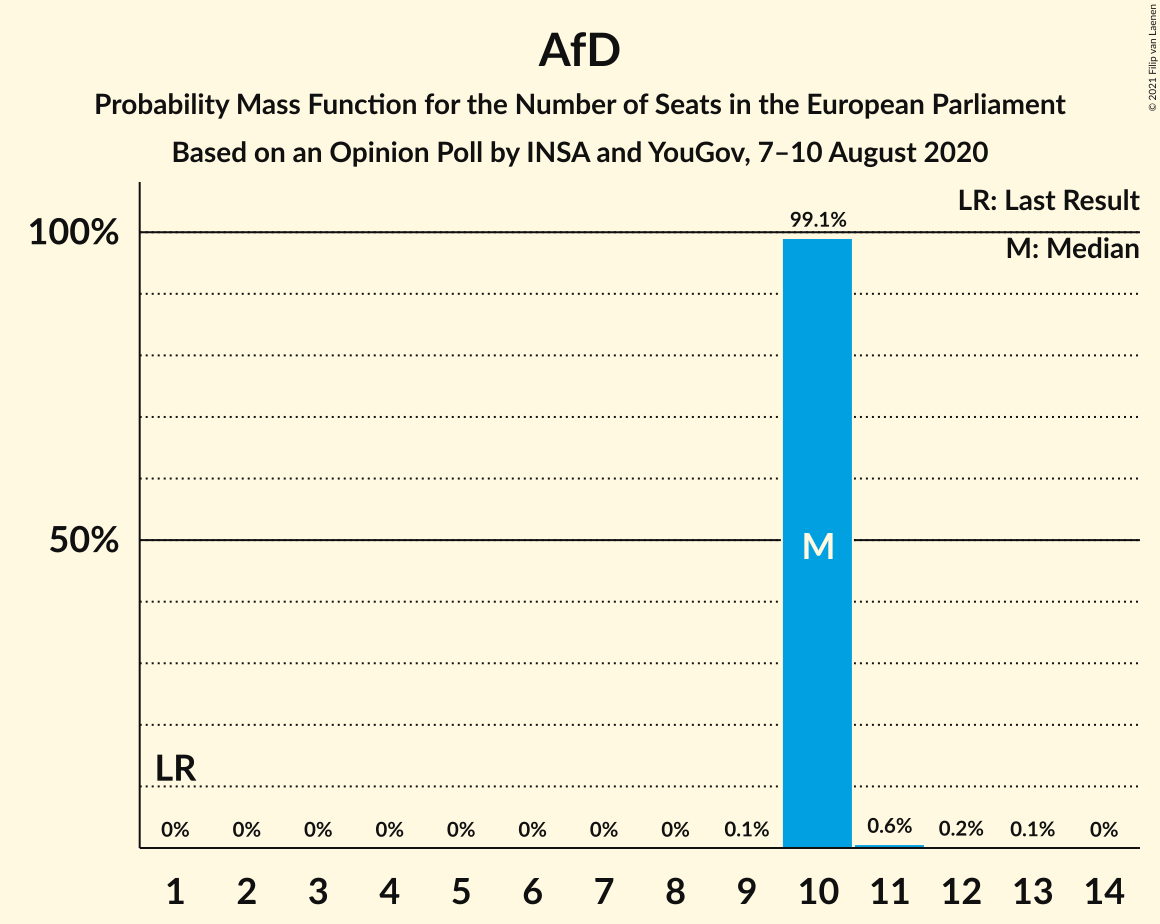 AfD
Probability Mass Function for the Number of Seats in the European Parliament
Based on an Opinion Poll by INSA and YouGov, 7–10 August 2020
© 2021 Filip van Laenen
LR: Last Result
M: Median
100%
50%
99.1%
M
LR
0% 0% 0% 0% 0% 0% 0% 0% 0.1% 0.6% 0.2% 0.1% 0%
1 2 3 4 5 6 7 8 9 10 11 12 13 14